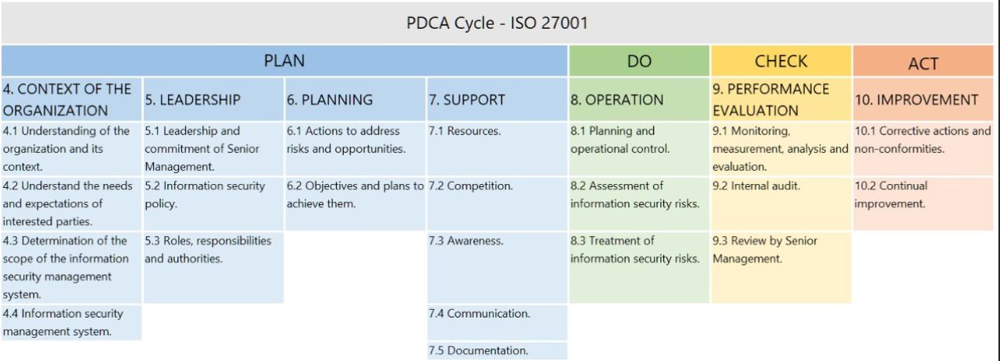 PDCA Cycle - ISO 27001
PLAN
DO
CHECK
ACT
4. CONTEXT OF THE
ORGANIZATION
5. LEADERSHIP
6. PLANNING
7. SUPPORT
8. OPERATION
9. PERFORMANCE
EVALUATION
10. IMPROVEMENT
4.1 Understanding of the
organization and its
context.
5.1 Leadership and
commitment of Senior
Management.
6.1 Actions to address
risks and opportunities.
7.1 Resources.
8.1 Planning and
operational control.
9.1 Monitoring,
measurement, analysis and
evaluation.
10.1 Corrective actions and
non-conformities.
4.2 Understand the needs
and expectations of
interested parties.
5.2 Information security
policy.
6.2 Objectives and plans to
achieve them.
7.2 Competition.
8.2 Assessment of
information security risks.
9.2 Internal audit.
10.2 Continual
improvement.
4.3 Determination of the
scope of the information
security management
system.
5.3 Roles, responsibilities
and authorities.
7.3 Awareness.
8.3 Treatment of
information security risks.
9.3 Review by Senior
Management.
4.4 Information security
management system.
7.4 Communication.
7.5 Documentation.